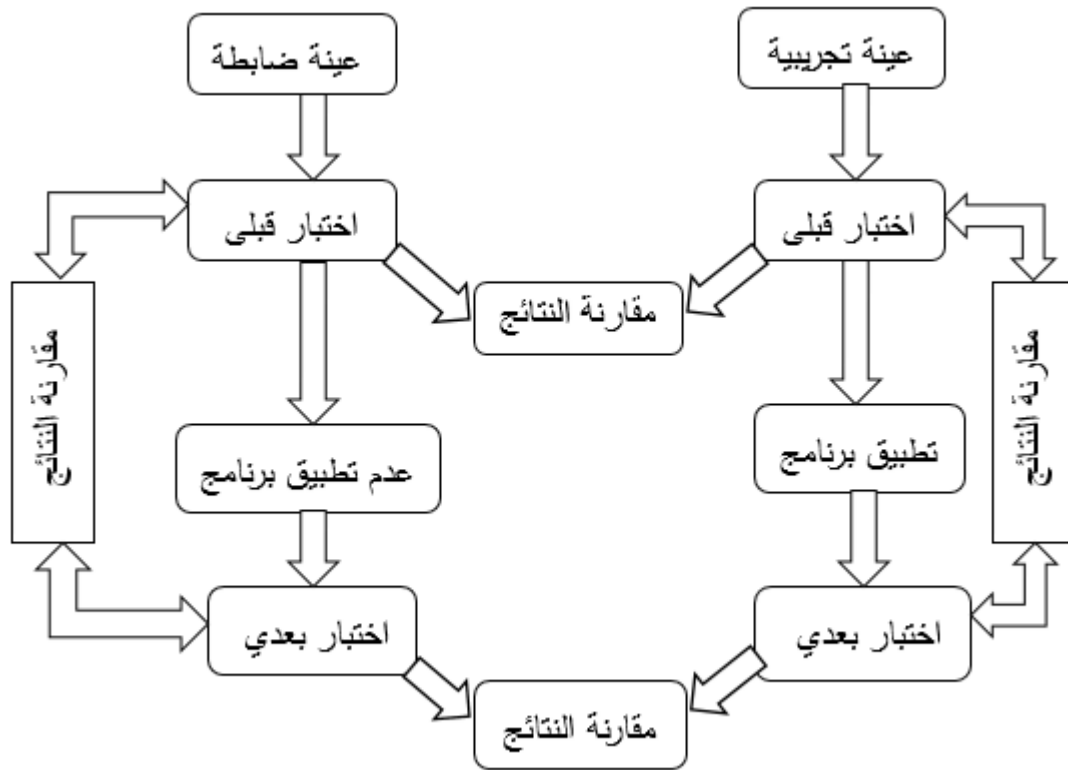 عينة تجريبية
عينة ضابطة
اختبار قبلى
اختبار قبلى
مقارنة النتائج
مقارنة النتائج
مقارنة النتائج
تطبيق برنامج
عدم تطبيق برنامج
اختبار بعدي
اختبار بعدي
مقارنة النتائج